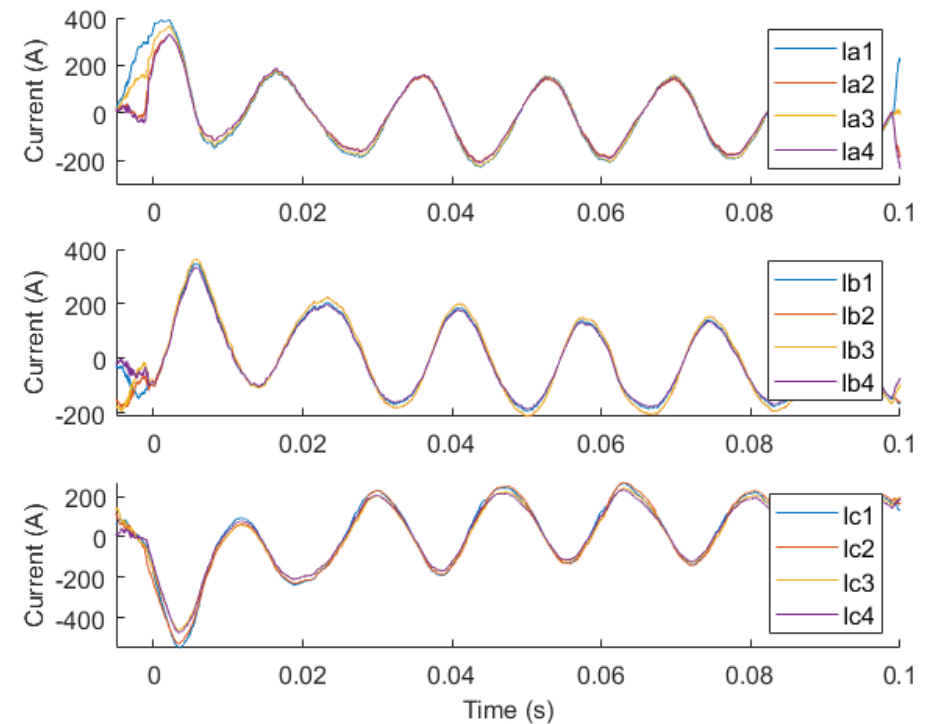 400
200
0
-200
Current (A)
Ia1
Ia2
Ia3
Ia4
0 0.02 0.04 0.06 0.08 0.1
400
200
0
-200
Current (A)
Ib1
Ib2
Ib3
Ib4
0 0.02 0.04 0.06 0.08 0.1
200
0
-200
-400
Current (A)
Ic1
Ic2
Ic3
Ic4
0 0.02 0.04 0.06 0.08 0.1
Time (s)